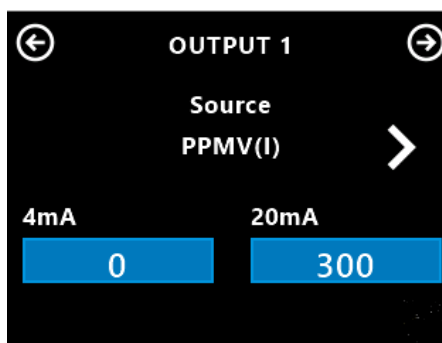 OUTPUT 1
Source
PPMV(I)
4mA 20mA
0 300